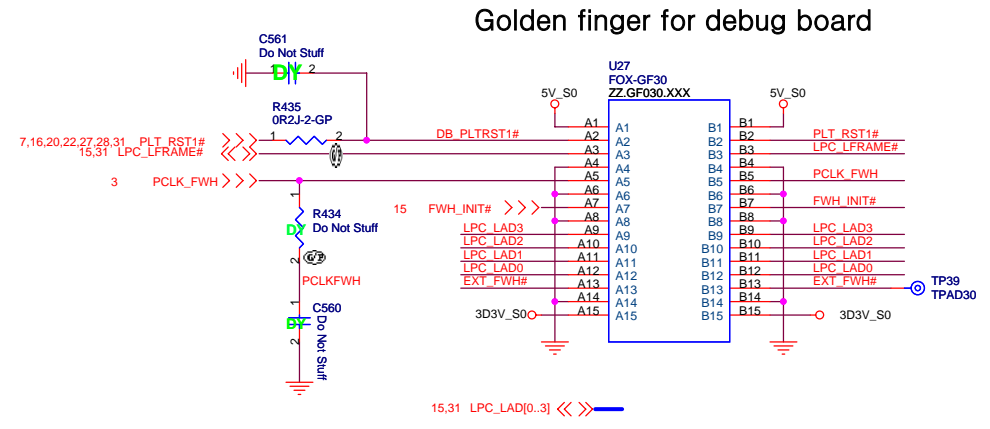 Golden finger for debug board
C561
Do Not Stuff
DY
1 2
R435
0R2J-2-GP
7,16,20,22,27,28,31 PLT_RST1#
1 2
DB_PLTRST1#
15,31 LPC_LFRAME#
3 PCLK_FWH
1
R434
Do Not Stuff
DY
2
PCLKFWH
1
C560
Do Not Stuff
DY
2
15 FWH_INIT#
LPC_LAD3
LPC_LAD2
LPC_LAD1
LPC_LAD0
EXT_FWH#
3D3V_S0
5V_S0
U27
FOX-GF30
ZZ.GF030.XXX
A1 A1 B1 B1
A2 A2 B2 B2
A3 A3 B3 B3
A4 A4 B4 B4
A5 A5 B5 B5
A6 A6 B6 B6
A7 A7 B7 B7
A8 A8 B8 B8
A9 A9 B9 B9
A10 A10 B10 B10
A11 A11 B11 B11
A12 A12 B12 B12
A13 A13 B13 B13
A14 A14 B14 B14
A15 A15 B15 B15
5V_S0
PLT_RST1#
LPC_LFRAME#
PCLK_FWH
FWH_INIT#
LPC_LAD3
LPC_LAD2
LPC_LAD1
LPC_LAD0
EXT_FWH#
3D3V_S0
TP39
TPAD30
15,31 LPC_LAD[0..3]